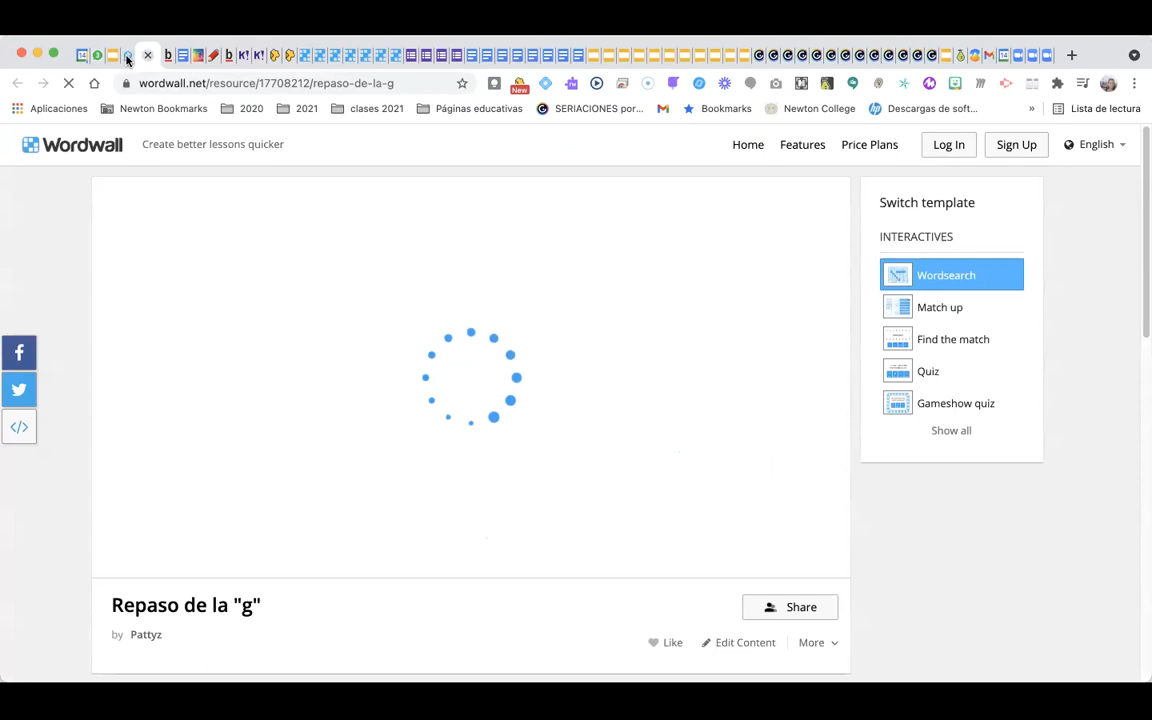 wordwall.net/resource/17708212/repaso-de-la-g
New
Aplicaciones
Newton Bookmarks
2020
2021
clases 2021
Páginas educativas
SERIACIONES por...
Bookmarks
Newton College
Descargas de soft...
»
Lista de lectura
Wordwall
Create better lessons quicker
Home
Features
Price Plans
Log In
Sign Up
English
Switch template
INTERACTIVES
Wordsearch
Match up
Find the match
Quiz
Gameshow quiz
Show all
</>
Repaso de la "g"
Share
by Pattyz
Like
Edit Content
More